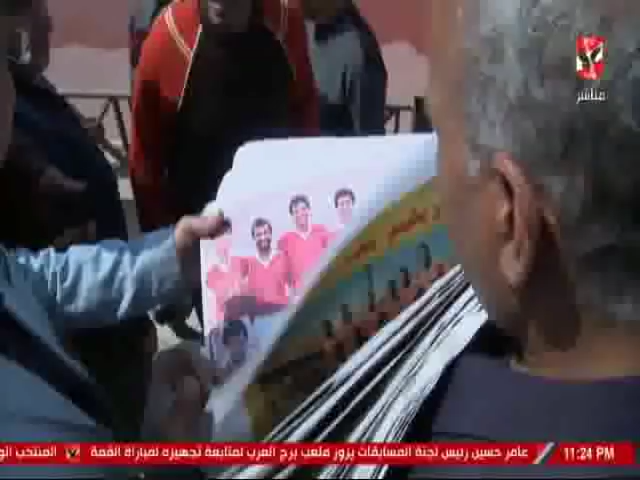 مباشر
عامر حسين رئيس لجنة المسابقات يزور ملعب برج العرب لمتابعة تجهيزه لمباراة القمة
المنتخب الو
11:24 PM